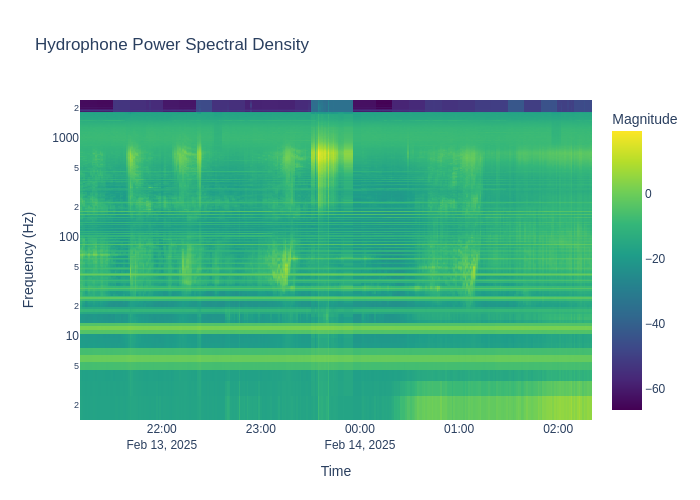 Hydrophone Power Spectral Density
Magnitude
2
1000
5
2
100
5
2
10
5
2
Frequency (Hz)
0
−20
−40
−60
22:00 23:00 00:00 01:00 02:00
Feb 13, 2025 Feb 14, 2025
Time